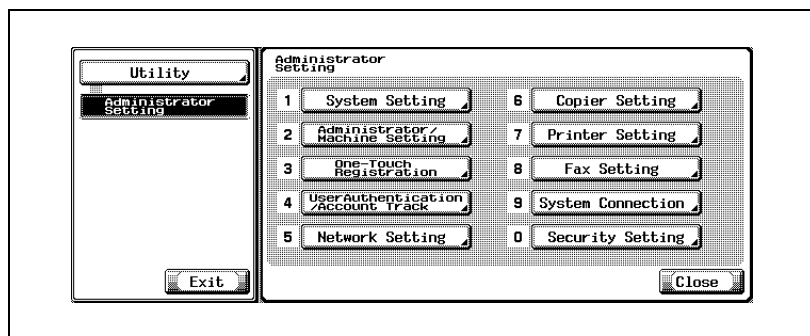 Utility
Administrator
Setting
Exit
Administrator
Setting
1 System Setting
2 Administrator/
Machine Setting
3 One-Touch
Registration
4 UserAuthentication
/Account Track
5 Network Setting
6 Copier Setting
7 Printer Setting
8 Fax Setting
9 System Connection
0 Security Setting
Close